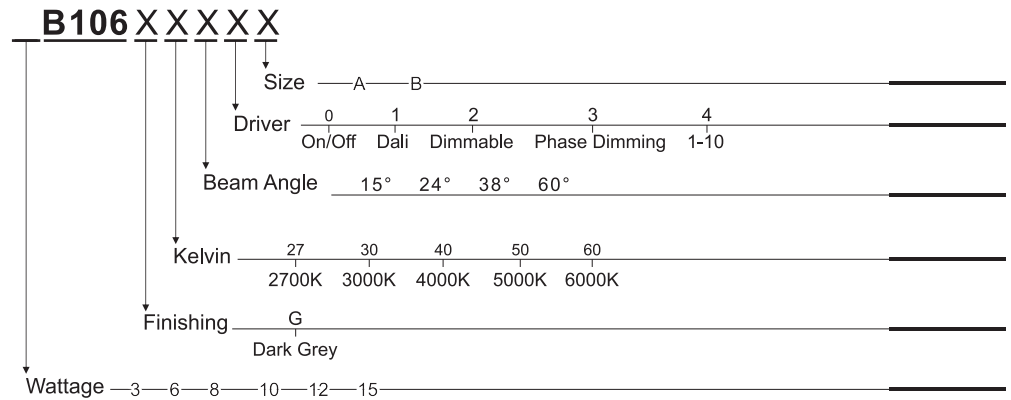 _B106 X X X X X
Size A B
0 1 2 3 4
Driver
On/Off Dali Dimmable Phase Dimming 1-10
Beam Angle 15° 24° 38° 60°
27 30 40 50 60
Kelvin
2700K 3000K 4000K 5000K 6000K
G
Finishing
Dark Grey
Wattage 3 6 8 10 12 15